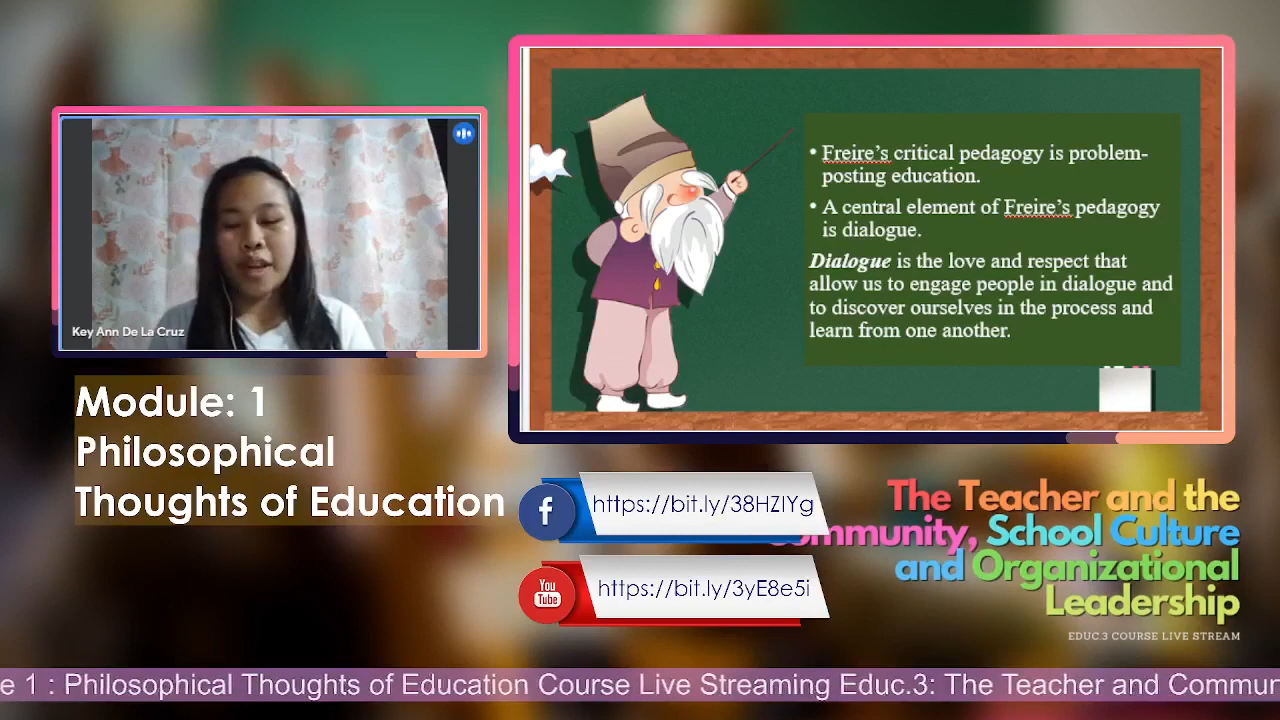 Key Ann De La Cruz
Module: 1
Philosophical
Thoughts of Education
• Freire's critical pedagogy is problem-
posting education.
• A central element of Freire's pedagogy
is dialogue.
Dialogue is the love and respect that
allow us to engage people in dialogue and
to discover ourselves in the process and
learn from one another.
f
https://bit.ly/38HZIYg
You
Tube
https://bit.ly/3yE8e5i
The Teacher and the
ommunity, School Culture
and Organizational
Leadership
EDUC.3 COURSE LIVE STREAM
e 1 : Philosophical Thoughts of Education Course Live Streaming Educ.3: The Teacher and Commun